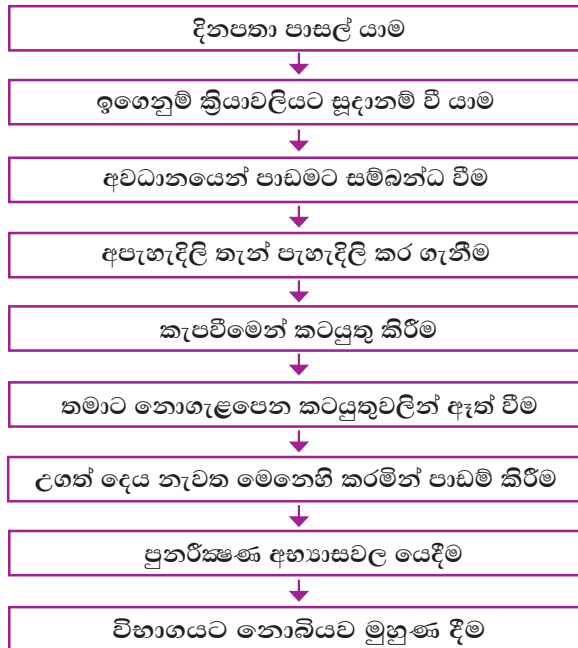 දිනපතා පාසල් යාම
ඉගෙනුම් ක්‍රියාවලියට සූදානම් වී යාම
අවධානයෙන් පාඩමට සම්බන්ධ වීම
අපැහැදිලි තැන් පැහැදිලි කර ගැනීම
කැපවීමෙන් කටයුතු කිරීම
තමාට නොගැළපෙන කටයුතුවලින් ඈත් වීම
උගත් දෙය නැවත මෙනෙහි කරමින් පාඩම් කිරීම
පුනරීක්‍ෂණ අභ්‍යාසවල යෙදීම
විභාගයට නොබියව මුහුණ දීම